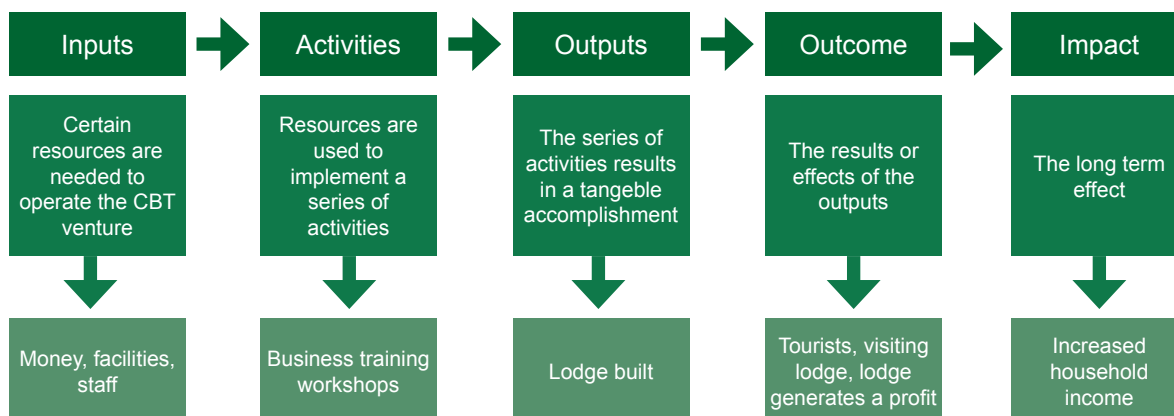 Inputs
Activities
Outputs
Outcome
Impact
Certain
resources are
needed to
operate the CBT
venture
Resources are
used to
implement a
series of
activities
The series of
activities results
in a tangeble
accomplishment
The results or
effects of the
outputs
The long term
effect
Money, facilities,
staff
Business training
workshops
Lodge built
Tourists, visiting
lodge, lodge
generates a profit
Increased
household
income